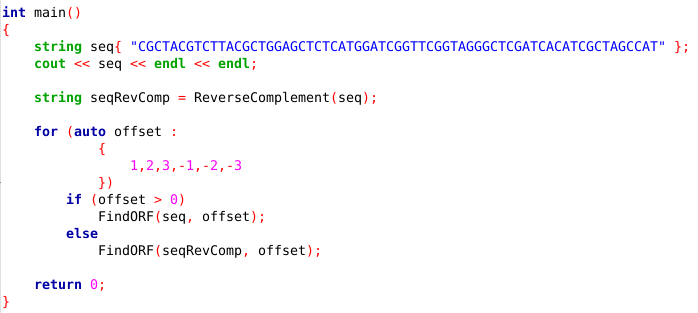 int main()
{
    string seq{ "CGCTACGTCTTACGCTGGAGCTCTCATGGATCGGTTCGGTAGGGCTCGATCACATCGCTAGCCAT" };
    cout << seq << endl << endl;

    string seqRevComp = ReverseComplement(seq);

    for (auto offset :
            {
                1,2,3,-1,-2,-3
            })
        if (offset > 0)
            FindORF(seq, offset);
        else
            FindORF(seqRevComp, offset);

    return 0;
}